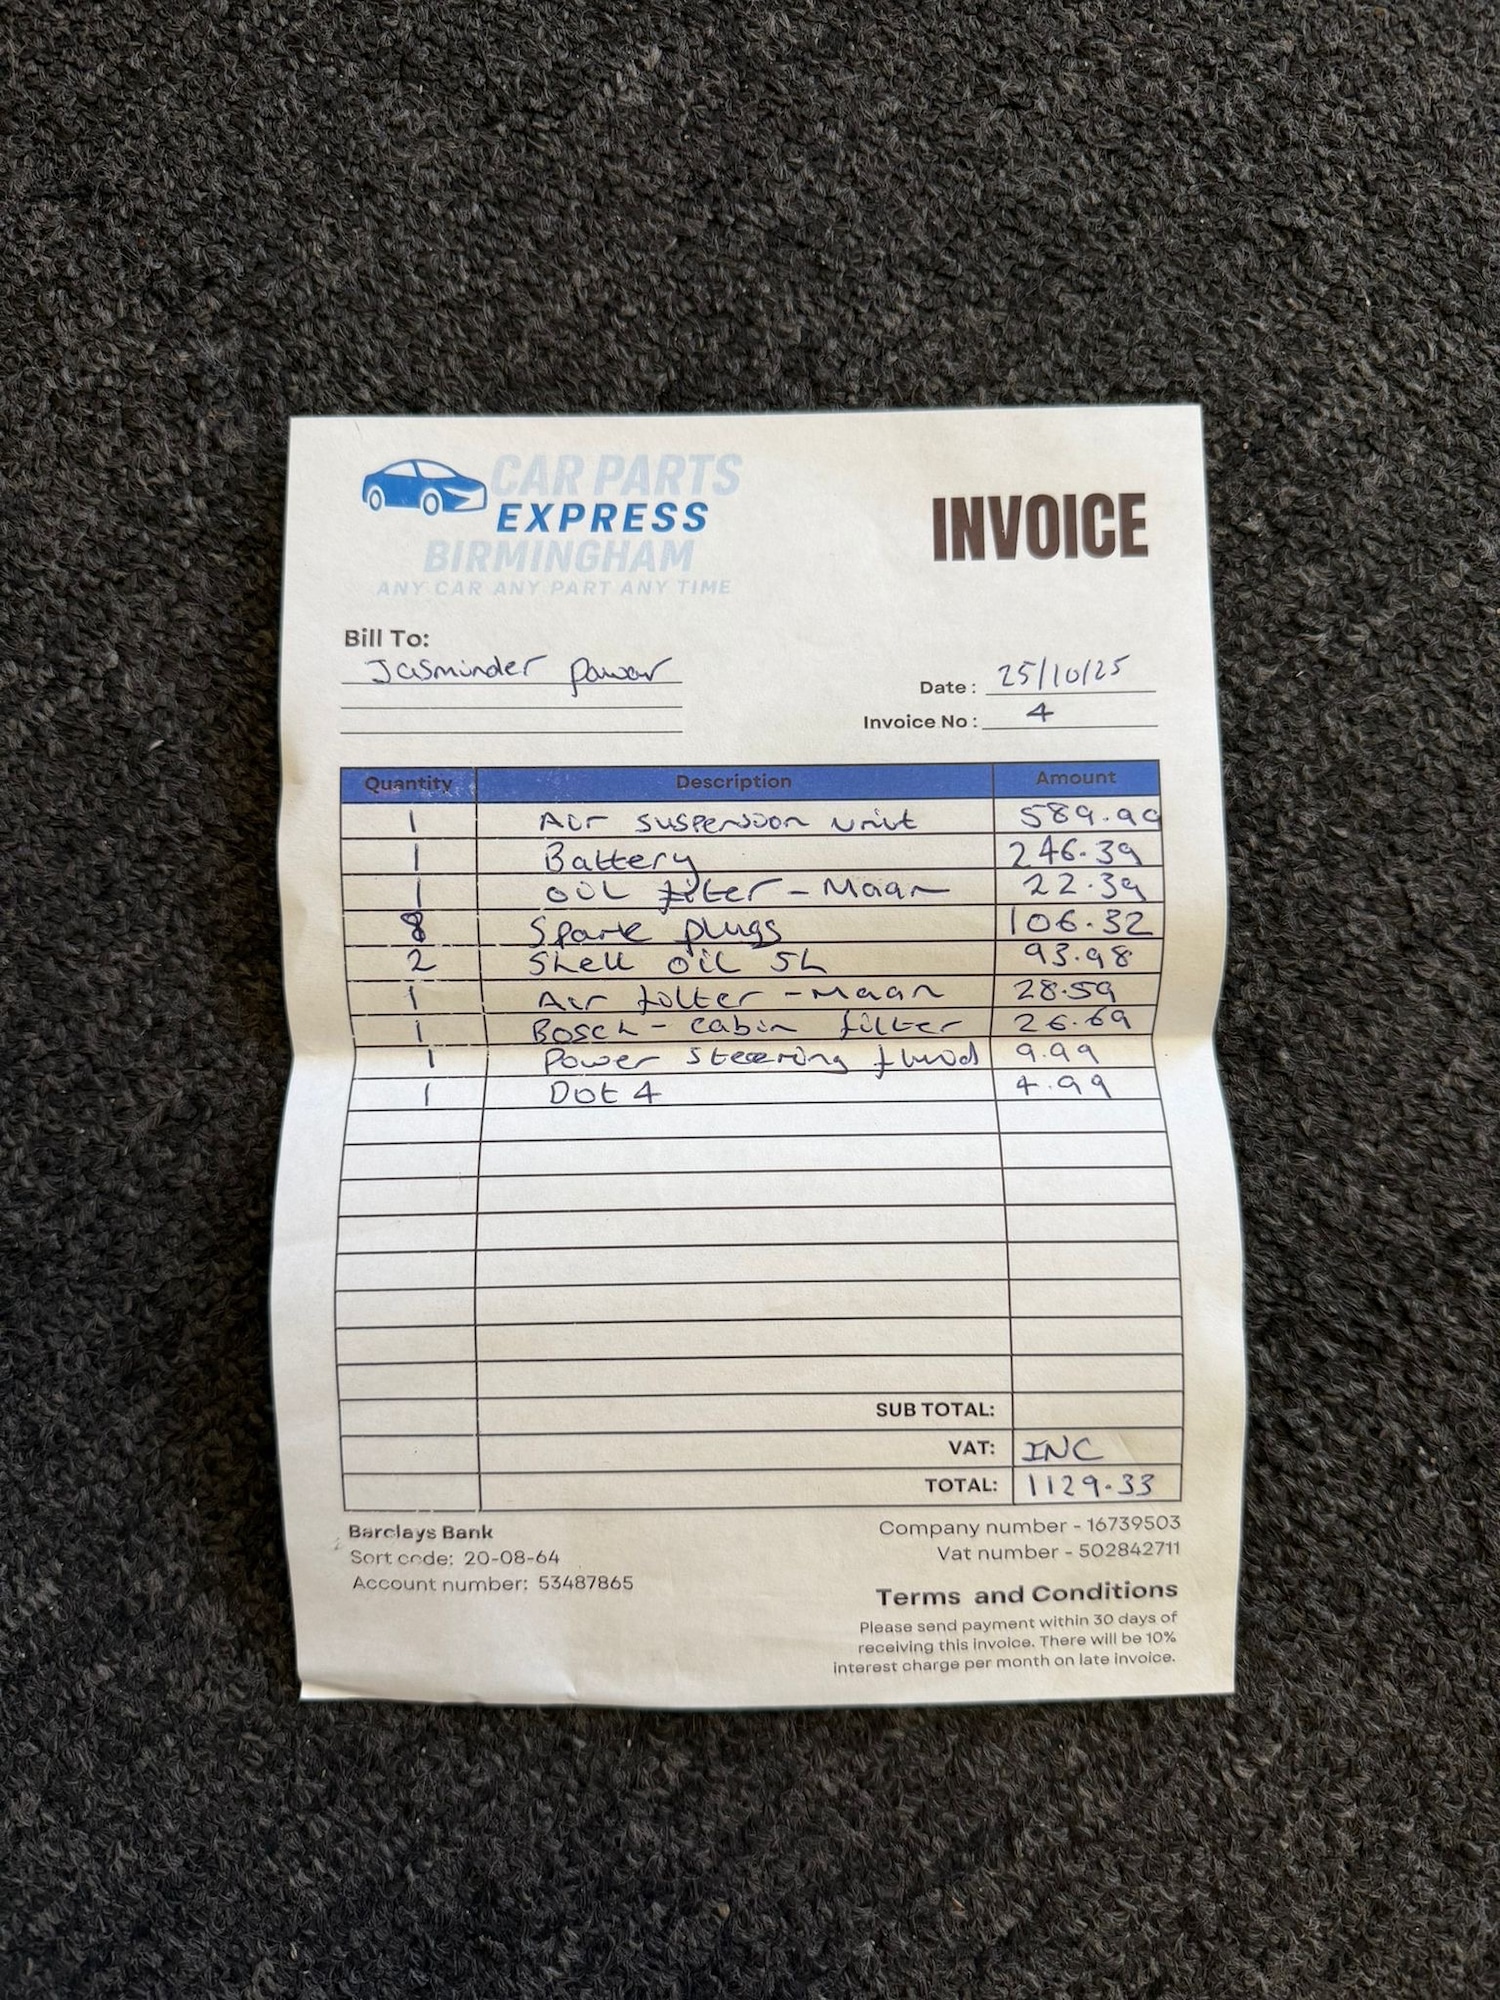 CAR PARTS
EXPRESS
BIRMINGHAM
ANY CAR ANY PART ANY TIME
INVOICE
Bill To:
Jasminder Pawar
Date : 25/10/25
Invoice No : 4
Quantity Description Amount
1 Air suspension unit 589.99
1 Battery 246.39
1 Oil filter - Maan 22.39
8 Spark plugs 106.32
2 Shell oil 5L 93.98
1 Air filter - Maan 28.59
1 Bosch - cabin filter 26.69
1 Power steering fluid 9.99
1 Dot 4 4.99
SUB TOTAL:
VAT: INC
TOTAL: 1129.33
Barclays Bank
Sort code: 20-08-64
Account number: 53487865
Company number - 16739503
Vat number - 502842711
Terms and Conditions
Please send payment within 30 days of
receiving this invoice. There will be 10%
interest charge per month on late invoice.